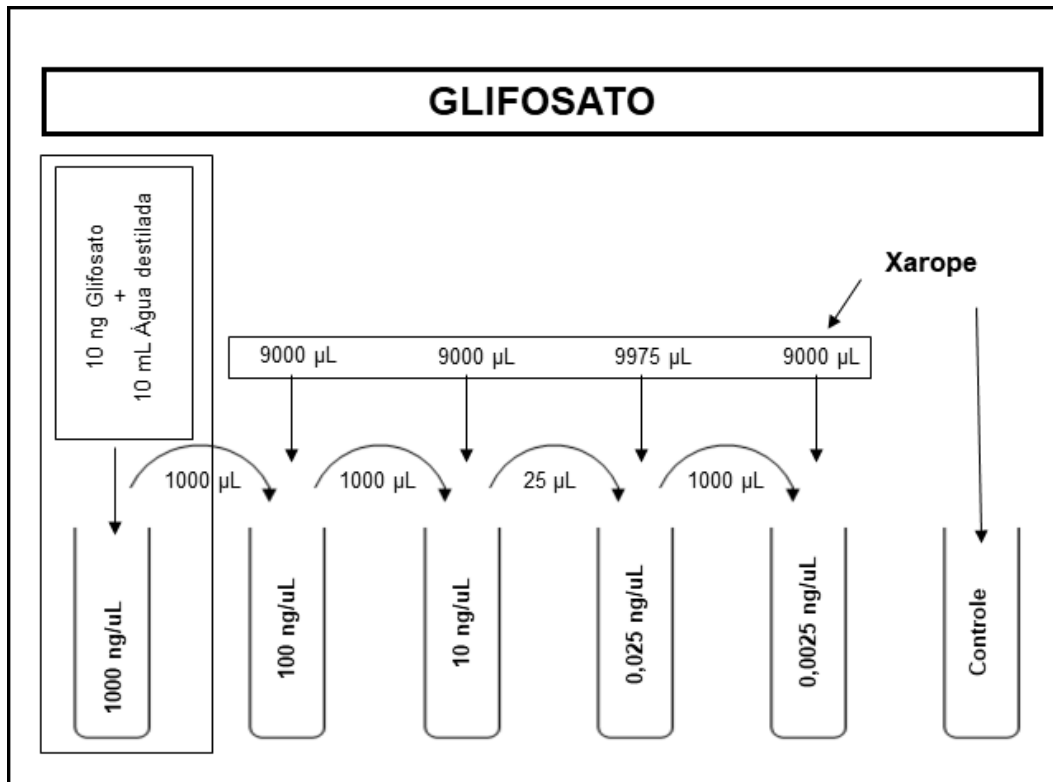 GLIFOSATO
10 ng Glifosato
+
10 mL Água destilada
Xarope
9000 µL
9000 µL
9975 µL
9000 µL
1000 µL
1000 µL
25 µL
1000 µL
1000 ng/uL
100 ng/uL
10 ng/uL
0,025 ng/uL
0,0025 ng/uL
Controle